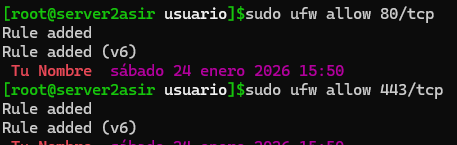 [root@server2asir usuario]$sudo ufw allow 80/tcp
Rule added
Rule added (v6)
Tu Nombre sábado 24 enero 2026 15:50
[root@server2asir usuario]$sudo ufw allow 443/tcp
Rule added
Rule added (v6)
Tu Nombre sábado 24 enero 2026 15:50